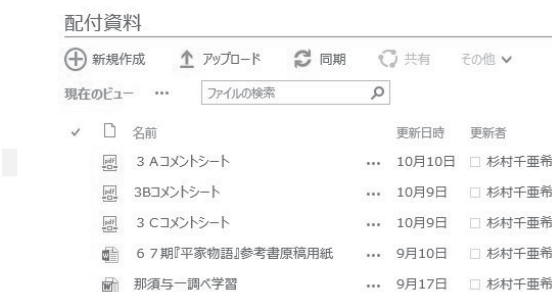 配付資料
新規作成 アップロード 同期 共有 その他
現在のビュー ••• ファイルの検索
名前 更新日時 更新者
３Ａコメントシート ••• 10月10日 杉村千亜希
3Bコメントシート ••• 10月9日 杉村千亜希
３Ｃコメントシート ••• 10月9日 杉村千亜希
６７期『平家物語』参考書原稿用紙 ••• 9月10日 杉村千亜希
那須与一調べ学習 ••• 9月17日 杉村千亜希